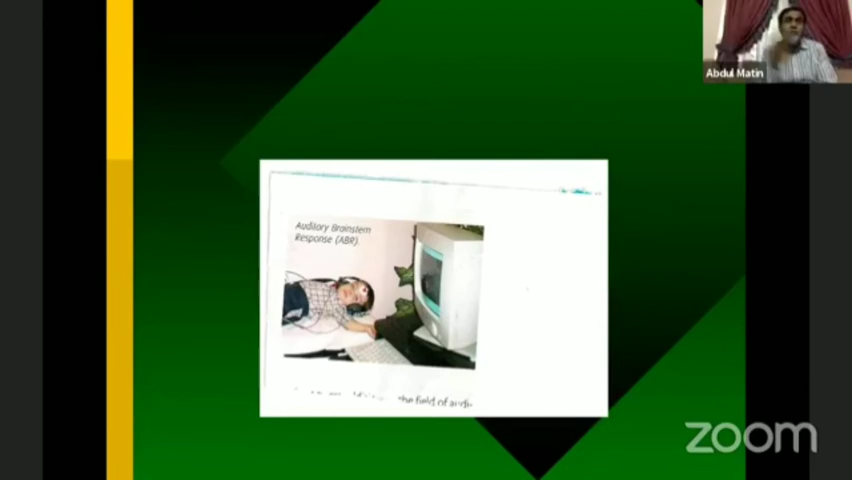 Abdul Matin
Auditory Brainstem
Response (ABR).
the field of
zoom